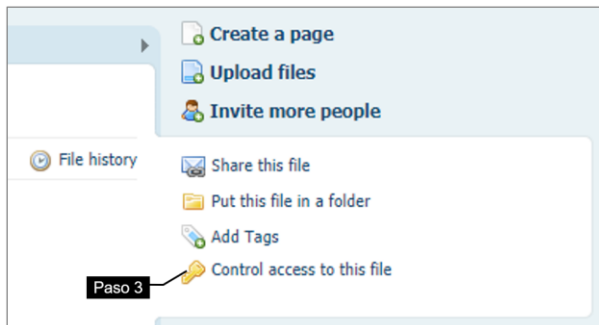 Create a page
Upload files
Invite more people
File history
Share this file
Put this file in a folder
Add Tags
Control access to this file
Paso 3